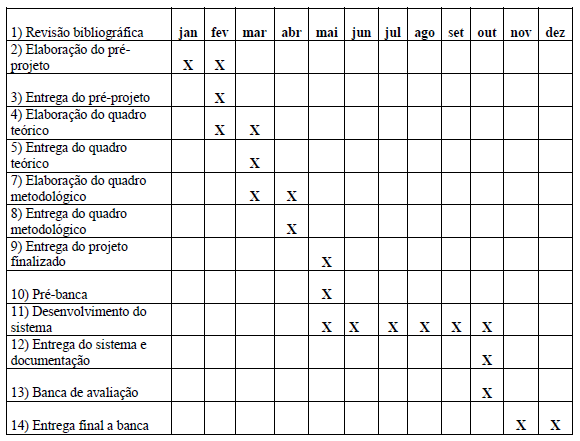 1) Revisão bibliográfica jan fev mar abr mai jun jul ago set out nov dez
2) Elaboração do pré-
projeto X X
3) Entrega do pré-projeto X
4) Elaboração do quadro
teórico X X
5) Entrega do quadro
teórico X
7) Elaboração do quadro
metodológico X X
8) Entrega do quadro
metodológico X
9) Entrega do projeto
finalizado X
10) Pré-banca X
11) Desenvolvimento do
sistema X X X X X X
12) Entrega do sistema e
documentação X
13) Banca de avaliação X
14) Entrega final a banca X X